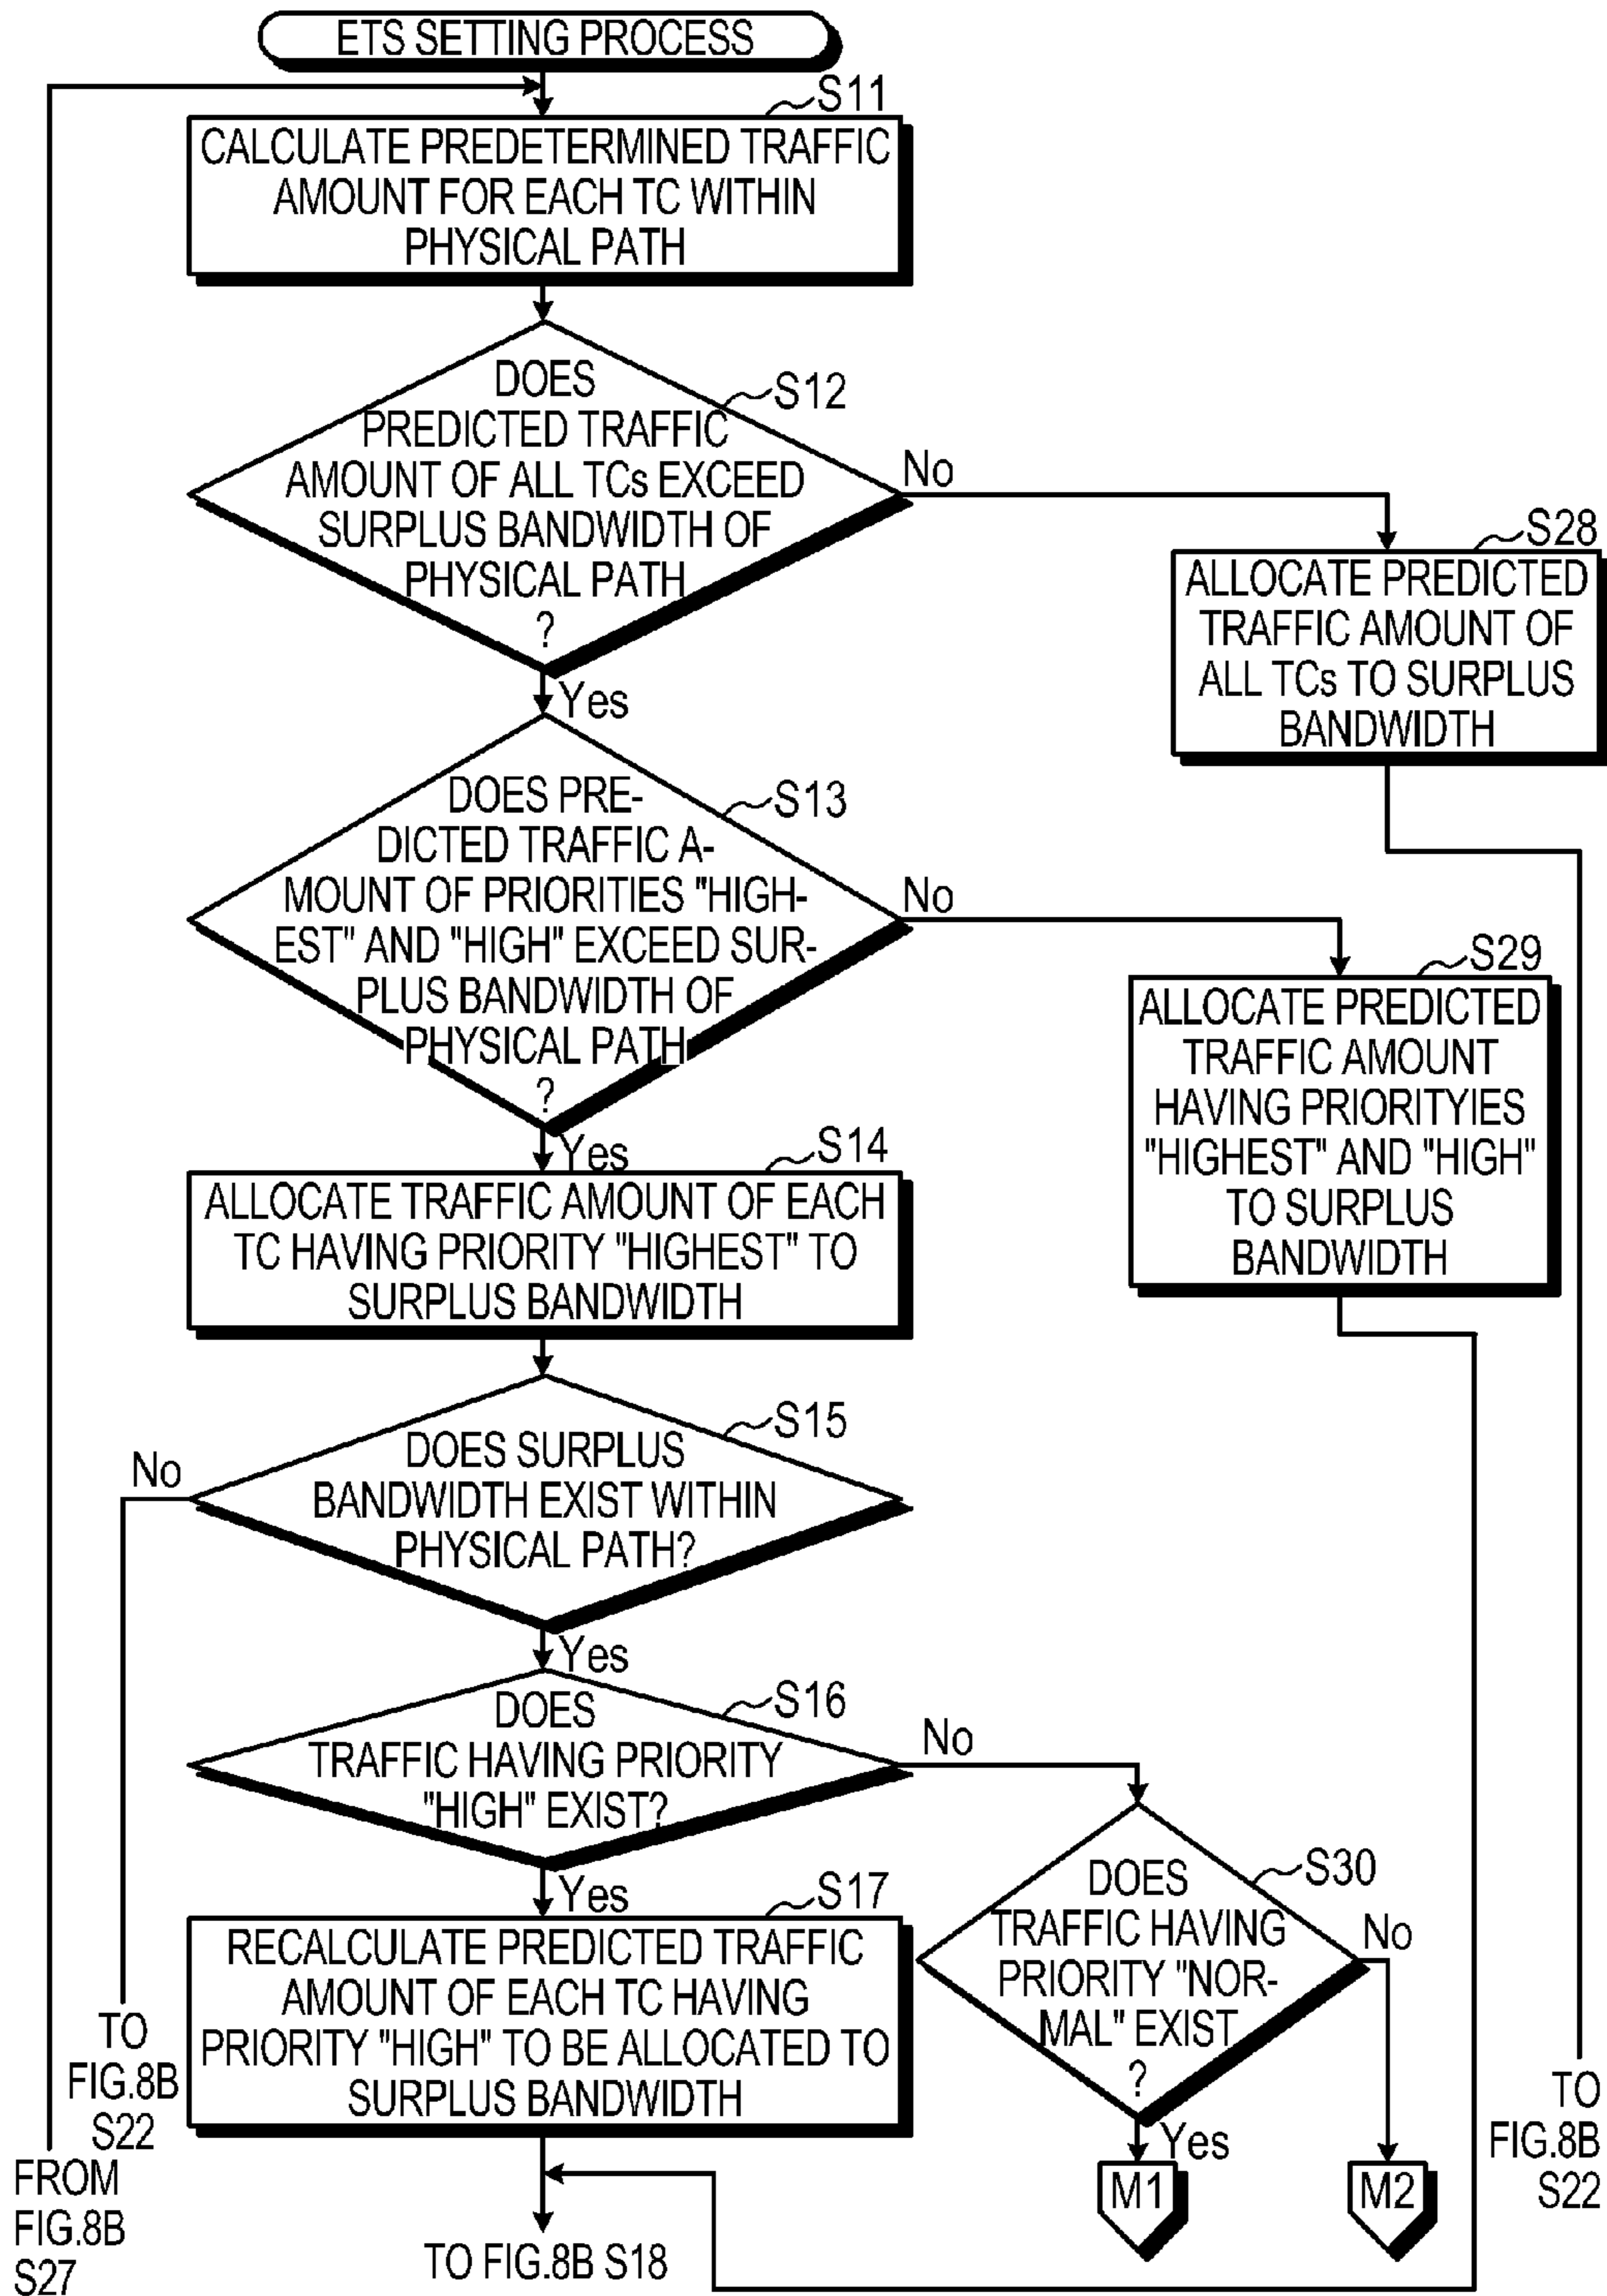 ETS SETTING PROCESS
S11
CALCULATE PREDETERMINED TRAFFIC
AMOUNT FOR EACH TC WITHIN
PHYSICAL PATH
S12
DOES
PREDICTED TRAFFIC
AMOUNT OF ALL TCs EXCEED
SURPLUS BANDWIDTH OF
PHYSICAL PATH
?
No
Yes
S28
ALLOCATE PREDICTED
TRAFFIC AMOUNT OF
ALL TCs TO SURPLUS
BANDWIDTH
S13
DOES PRE-
DICTED TRAFFIC A-
MOUNT OF PRIORITIES "HIGH-
EST" AND "HIGH" EXCEED SUR-
PLUS BANDWIDTH OF
PHYSICAL PATH
?
No
Yes
S29
ALLOCATE PREDICTED
TRAFFIC AMOUNT
HAVING PRIORITYIES
"HIGHEST" AND "HIGH"
TO SURPLUS
BANDWIDTH
S14
ALLOCATE TRAFFIC AMOUNT OF EACH
TC HAVING PRIORITY "HIGHEST" TO
SURPLUS BANDWIDTH
S15
DOES SURPLUS
BANDWIDTH EXIST WITHIN
PHYSICAL PATH?
No
Yes
S16
DOES
TRAFFIC HAVING PRIORITY
"HIGH" EXIST?
No
Yes
S30
DOES
TRAFFIC HAVING
PRIORITY "NOR-
MAL" EXIST
?
No
Yes
M1
M2
S17
RECALCULATE PREDICTED TRAFFIC
AMOUNT OF EACH TC HAVING
PRIORITY "HIGH" TO BE ALLOCATED TO
SURPLUS BANDWIDTH
TO
FIG.8B
S22
FROM
FIG.8B
S27
TO FIG.8B S18
TO
FIG.8B
S22